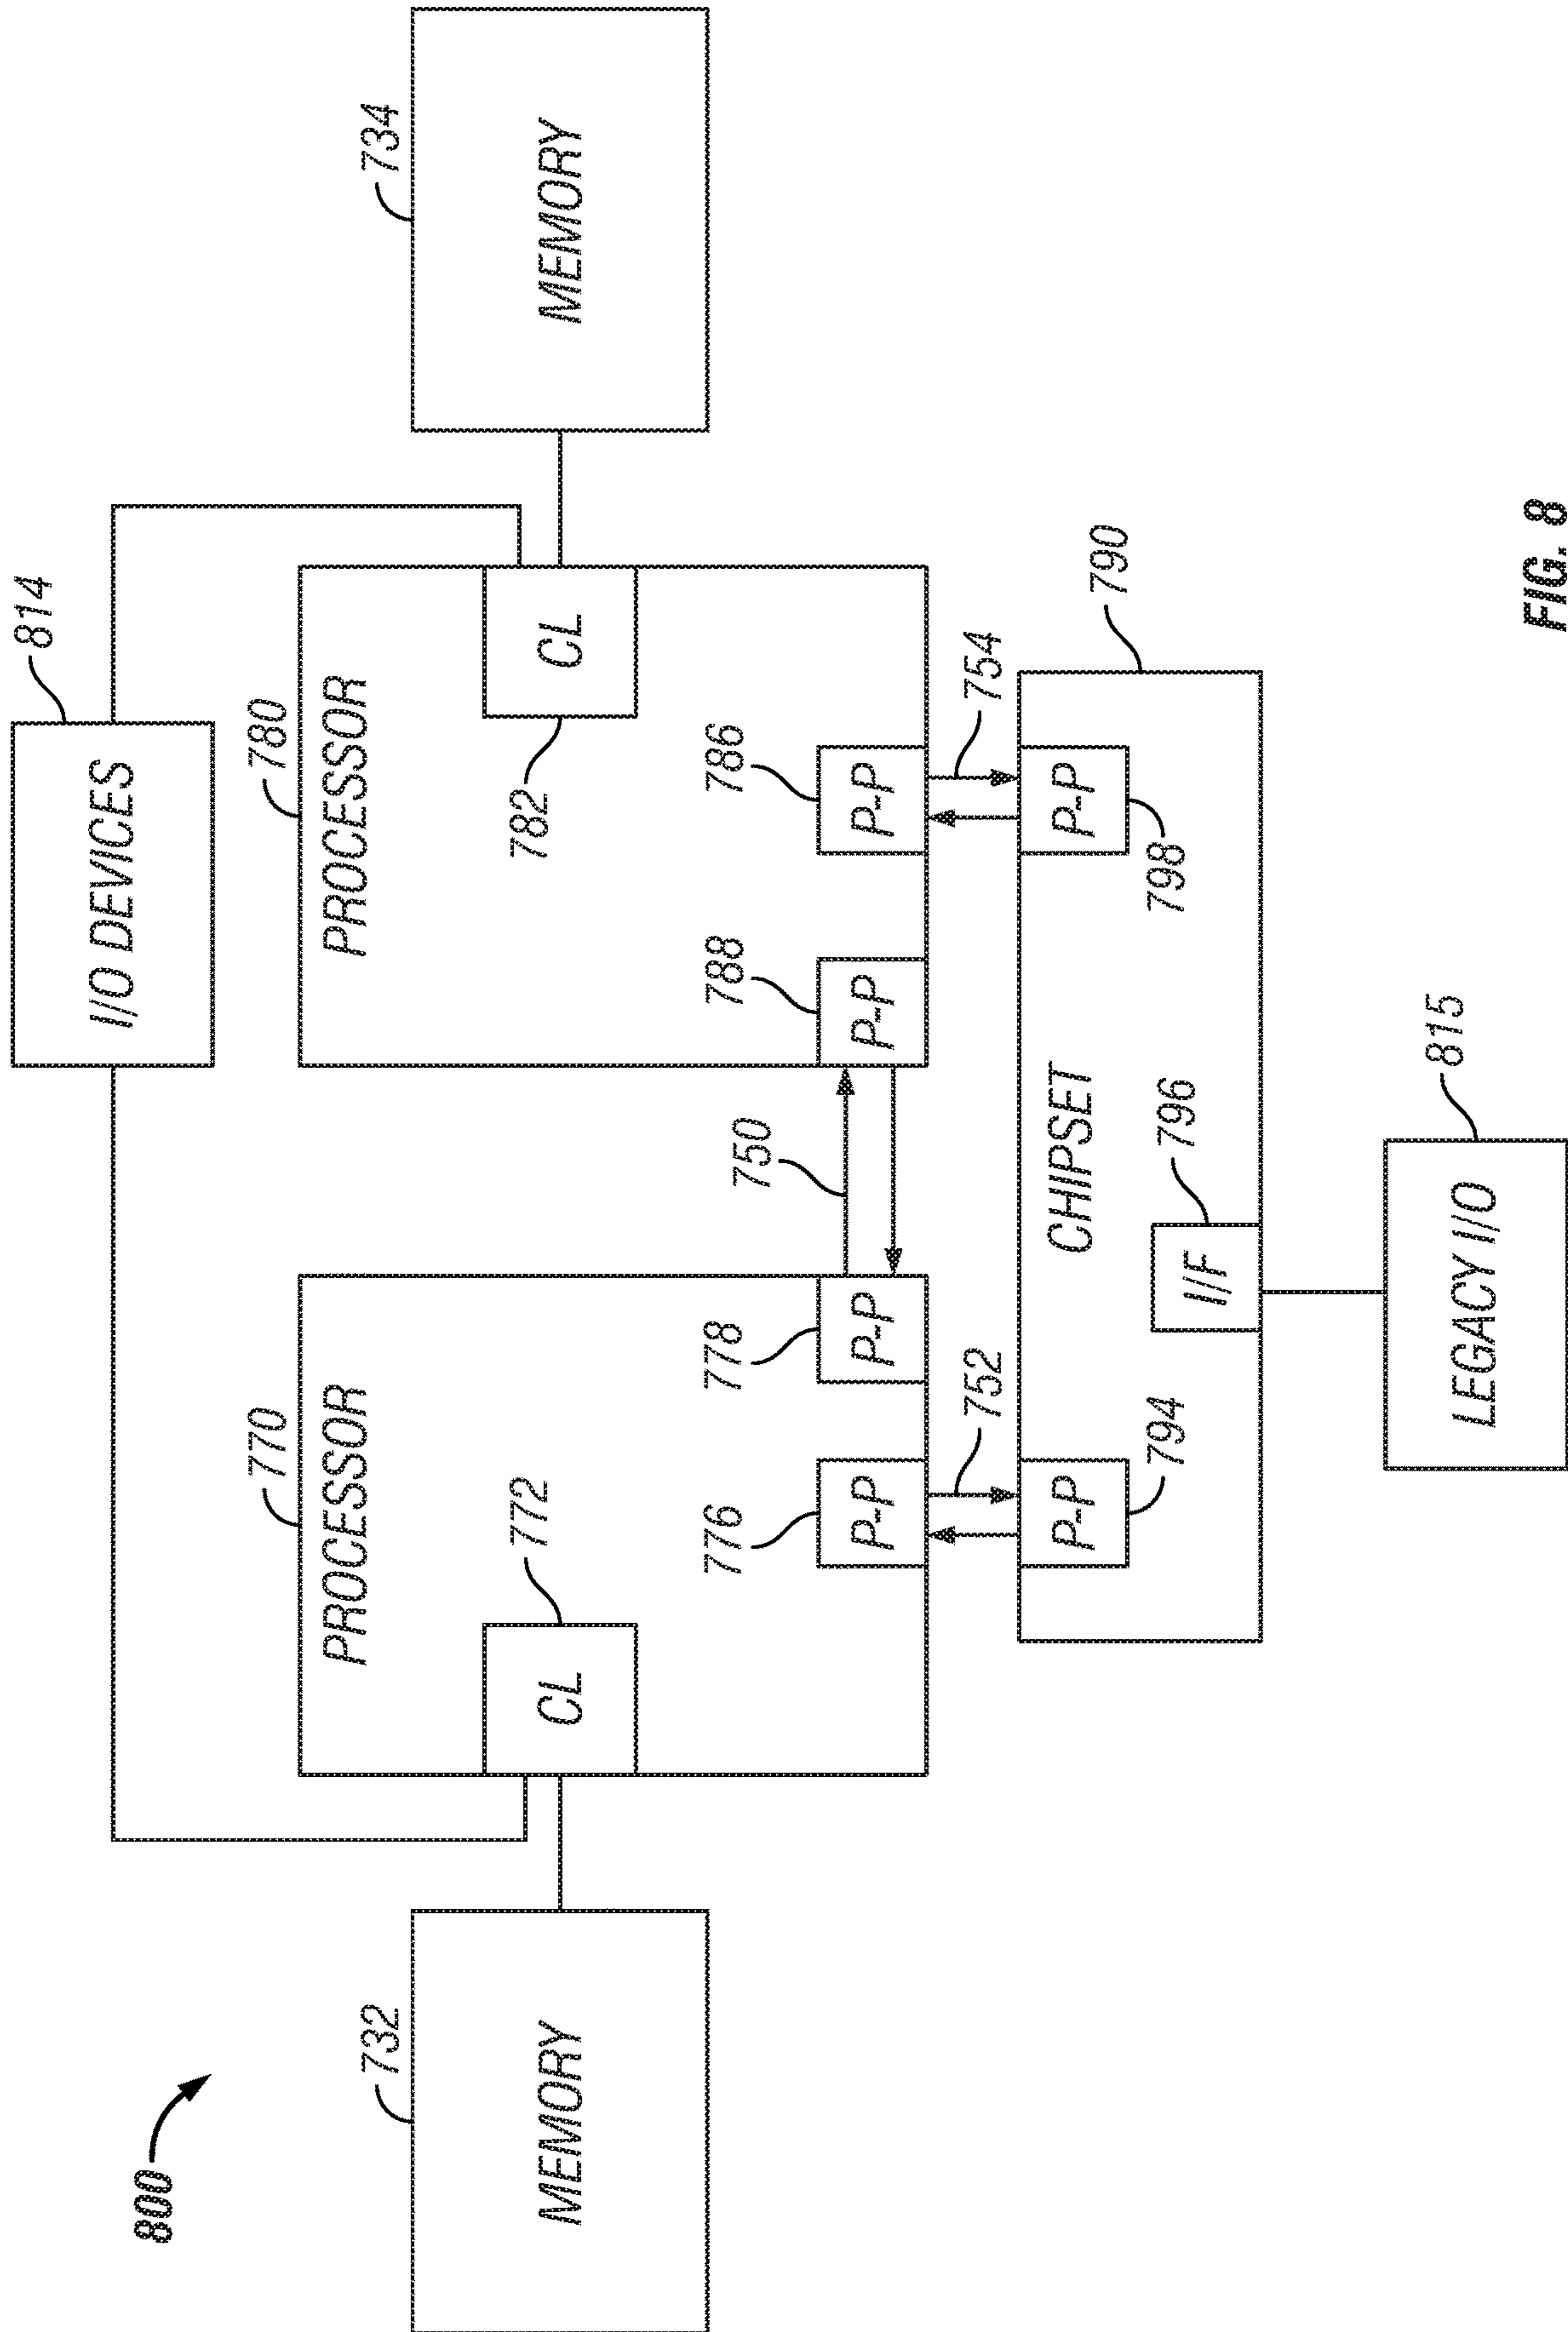 800
I/O DEVICES
814
PROCESSOR
770
CL
772
PROCESSOR
780
CL
782
MEMORY
732
MEMORY
734
776
P-P
778
P-P
750
788
P-P
786
P-P
752
754
P-P
794
CHIPSET
P-P
798
790
I/F
796
LEGACY I/O
815
FIG. 8